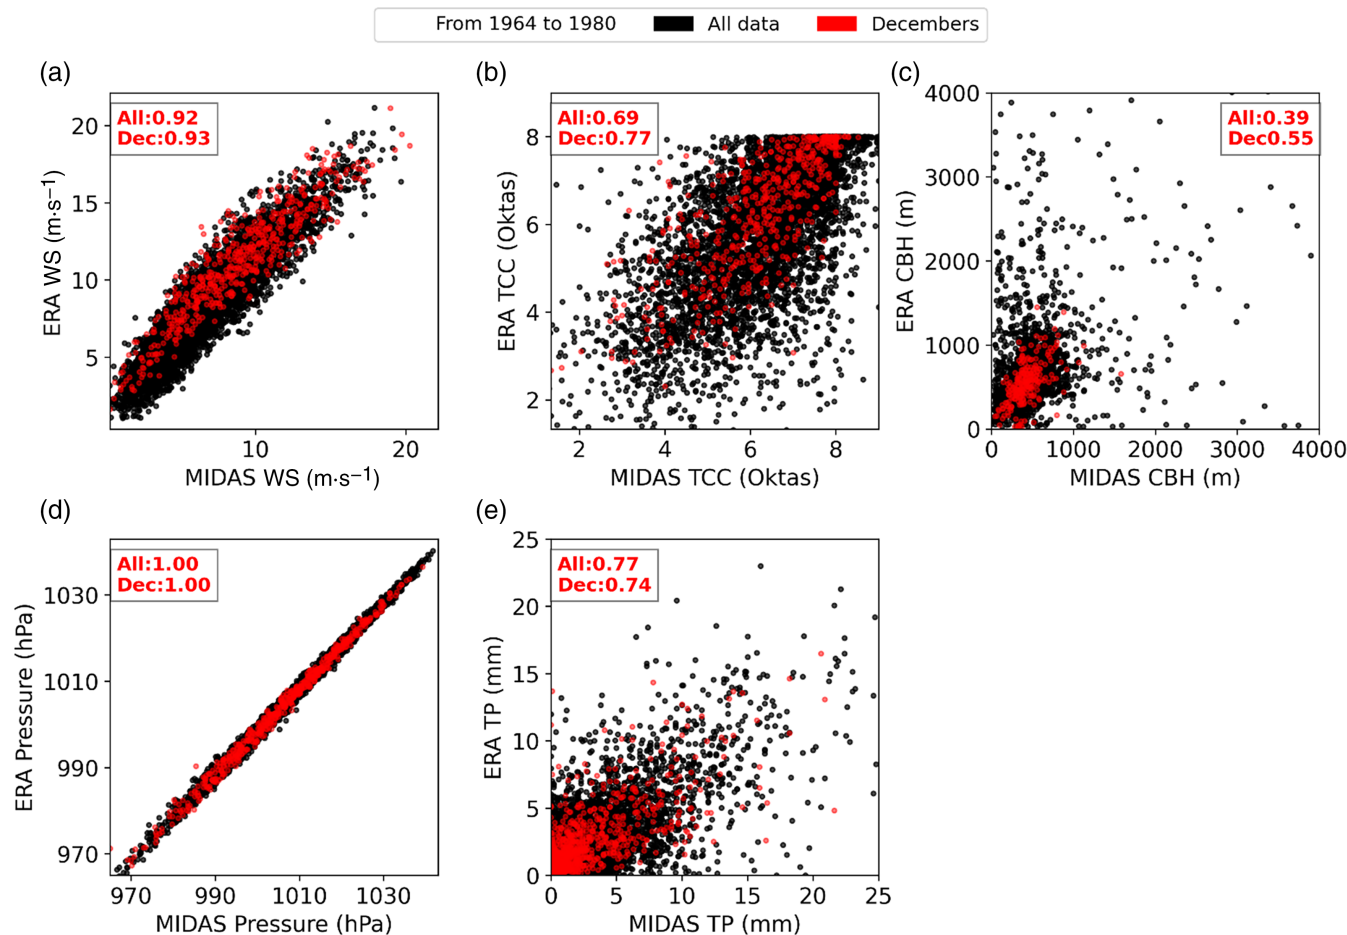 From 1964 to 1980 All data Decembers
(a)
All:0.92
Dec:0.93
20
15
10
5
ERA WS (m·s−1)
10 20
MIDAS WS (m·s−1)
(b)
All:0.69
Dec:0.77
8
6
4
2
ERA TCC (Oktas)
2 4 6 8
MIDAS TCC (Oktas)
(c)
All:0.39
Dec0.55
4000
3000
2000
1000
0
ERA CBH (m)
0 1000 2000 3000 4000
MIDAS CBH (m)
(d)
All:1.00
Dec:1.00
1030
1010
990
970
ERA Pressure (hPa)
970 990 1010 1030
MIDAS Pressure (hPa)
(e)
All:0.77
Dec:0.74
25
20
15
10
5
0
ERA TP (mm)
0 5 10 15 20 25
MIDAS TP (mm)